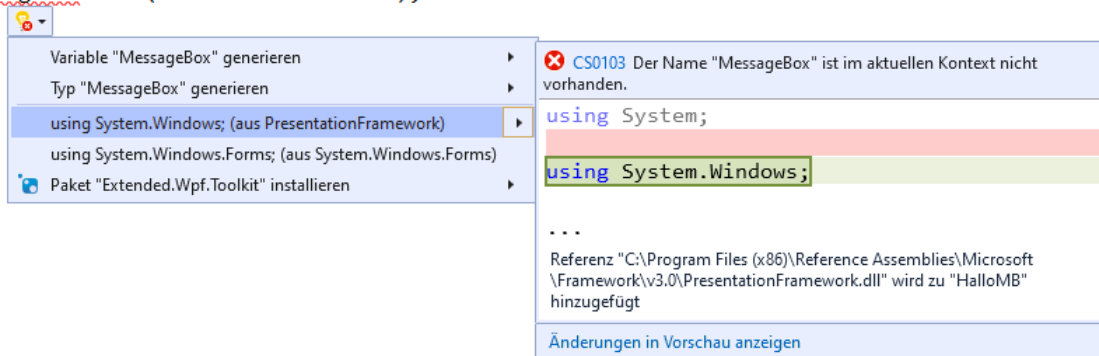 Variable "MessageBox" generieren
Typ "MessageBox" generieren
using System.Windows; (aus PresentationFramework)
using System.Windows.Forms; (aus System.Windows.Forms)
Paket "Extended.Wpf.Toolkit" installieren
CS0103 Der Name "MessageBox" ist im aktuellen Kontext nicht
vorhanden.
using System;
using System.Windows;
...
Referenz "C:\Program Files (x86)\Reference Assemblies\Microsoft
\Framework\v3.0\PresentationFramework.dll" wird zu "HalloMB"
hinzugefügt
Änderungen in Vorschau anzeigen